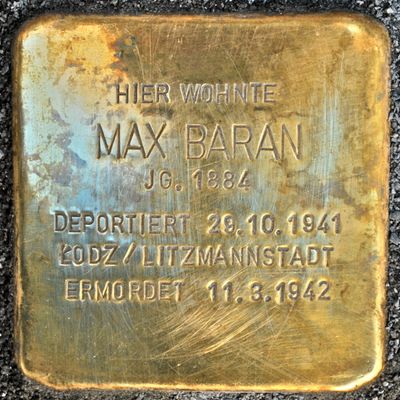 HIER WOHNTE
MAX BARAN
JG. 1884
DEPORTIERT 29.10.1941
ŁODZ / LITZMANNSTADT
ERMORDET 11.3.1942